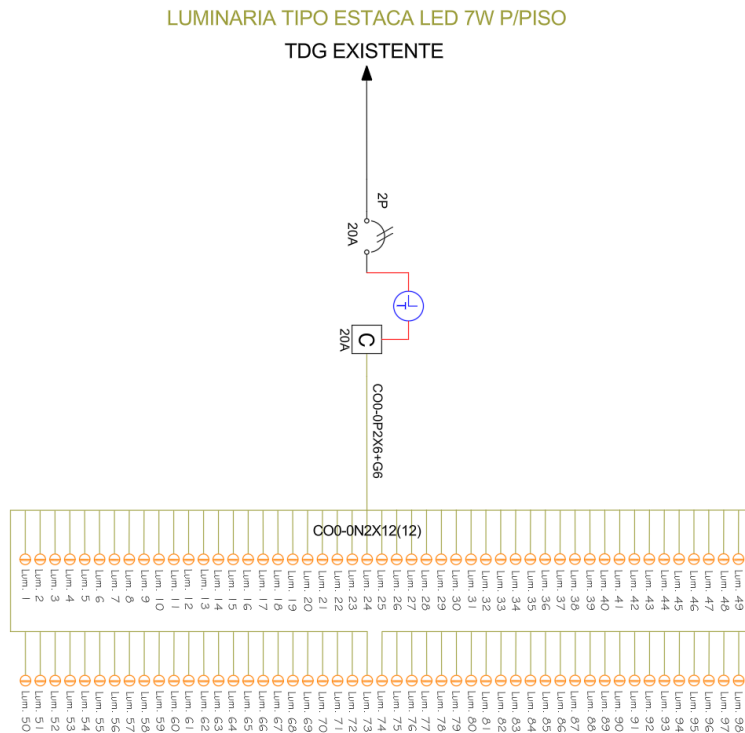 LUMINARIA TIPO ESTACA LED 7W P/PISO
TDG EXISTENTE
2P
20A
T
C
20A
CO0-0P2X6+G6
CO0-0N2X12(12)
Lum. 1
Lum. 2
Lum. 3
Lum. 4
Lum. 5
Lum. 6
Lum. 7
Lum. 8
Lum. 9
Lum. 10
Lum. 11
Lum. 12
Lum. 13
Lum. 14
Lum. 15
Lum. 16
Lum. 17
Lum. 18
Lum. 19
Lum. 20
Lum. 21
Lum. 22
Lum. 23
Lum. 24
Lum. 25
Lum. 26
Lum. 27
Lum. 28
Lum. 29
Lum. 30
Lum. 31
Lum. 32
Lum. 33
Lum. 34
Lum. 35
Lum. 36
Lum. 37
Lum. 38
Lum. 39
Lum. 40
Lum. 41
Lum. 42
Lum. 43
Lum. 44
Lum. 45
Lum. 46
Lum. 47
Lum. 48
Lum. 49
Lum. 50
Lum. 51
Lum. 52
Lum. 53
Lum. 54
Lum. 55
Lum. 56
Lum. 57
Lum. 58
Lum. 59
Lum. 60
Lum. 61
Lum. 62
Lum. 63
Lum. 64
Lum. 65
Lum. 66
Lum. 67
Lum. 68
Lum. 69
Lum. 70
Lum. 71
Lum. 72
Lum. 73
Lum. 74
Lum. 75
Lum. 76
Lum. 77
Lum. 78
Lum. 79
Lum. 80
Lum. 81
Lum. 82
Lum. 83
Lum. 84
Lum. 85
Lum. 86
Lum. 87
Lum. 88
Lum. 89
Lum. 90
Lum. 91
Lum. 92
Lum. 93
Lum. 94
Lum. 95
Lum. 96
Lum. 97
Lum. 98